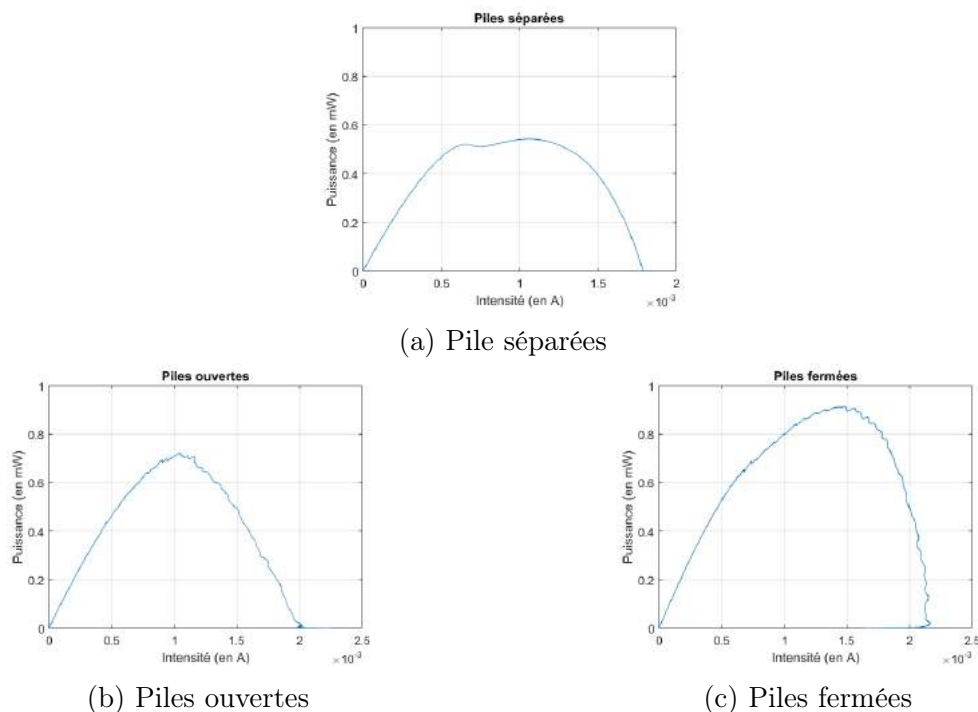 Piles séparées
Puissance (en mW)
1
0.8
0.6
0.4
0.2
0
0 0.5 1 1.5 2
Intensité (en A)
×10⁻³
(a) Pile séparées
Piles ouvertes
Puissance (en mW)
1
0.8
0.6
0.4
0.2
0
0 0.5 1 1.5 2 2.5
Intensité (en A)
×10⁻³
(b) Piles ouvertes
Piles fermées
Puissance (en mW)
1
0.8
0.6
0.4
0.2
0
0 0.5 1 1.5 2 2.5
Intensité (en A)
×10⁻³
(c) Piles fermées